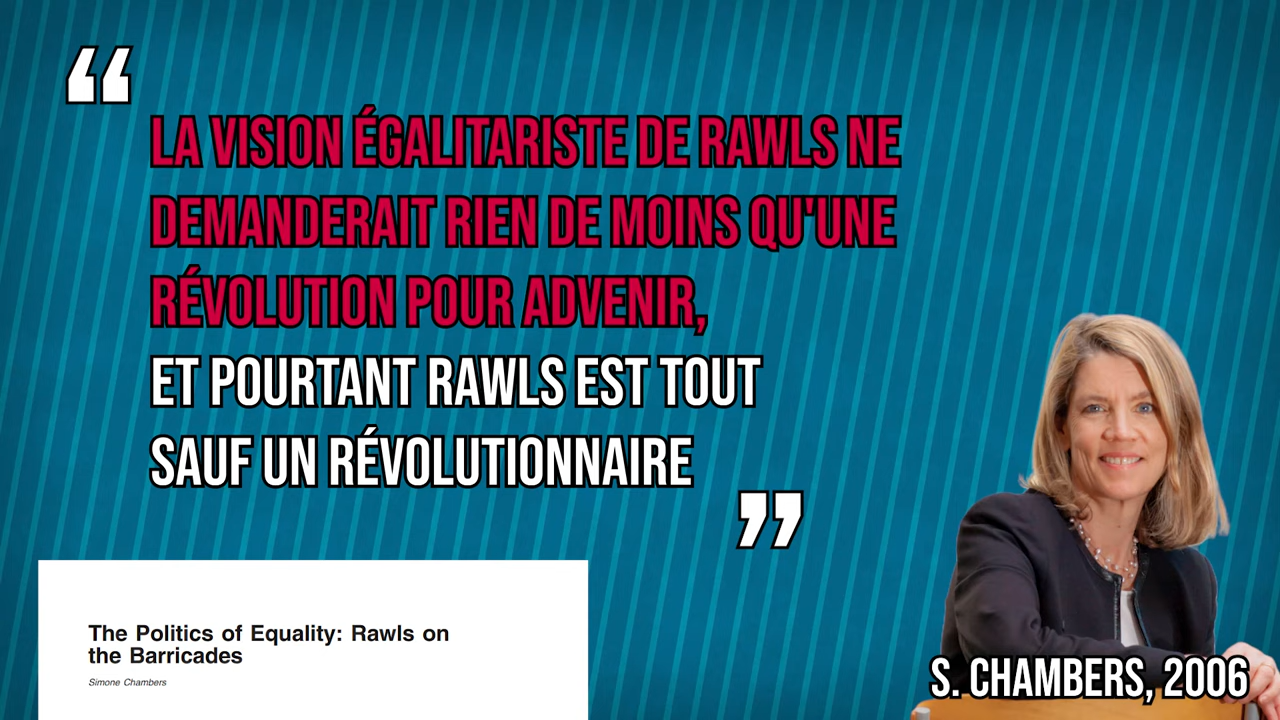 “
LA VISION ÉGALITARISTE DE RAWLS NE
DEMANDERAIT RIEN DE MOINS QU'UNE
RÉVOLUTION POUR ADVENIR,
ET POURTANT RAWLS EST TOUT
SAUF UN RÉVOLUTIONNAIRE
”
The Politics of Equality: Rawls on
the Barricades
Simone Chambers
S. CHAMBERS, 2006